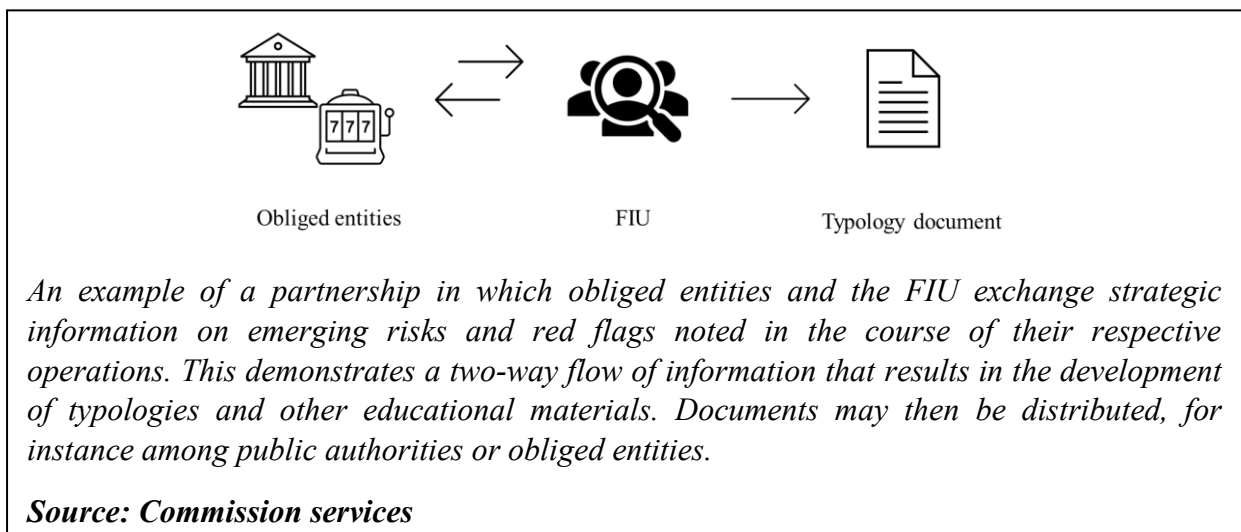 777
Obliged entities FIU Typology document
An example of a partnership in which obliged entities and the FIU exchange strategic
information on emerging risks and red flags noted in the course of their respective
operations. This demonstrates a two-way flow of information that results in the development
of typologies and other educational materials. Documents may then be distributed, for
instance among public authorities or obliged entities.
Source: Commission services